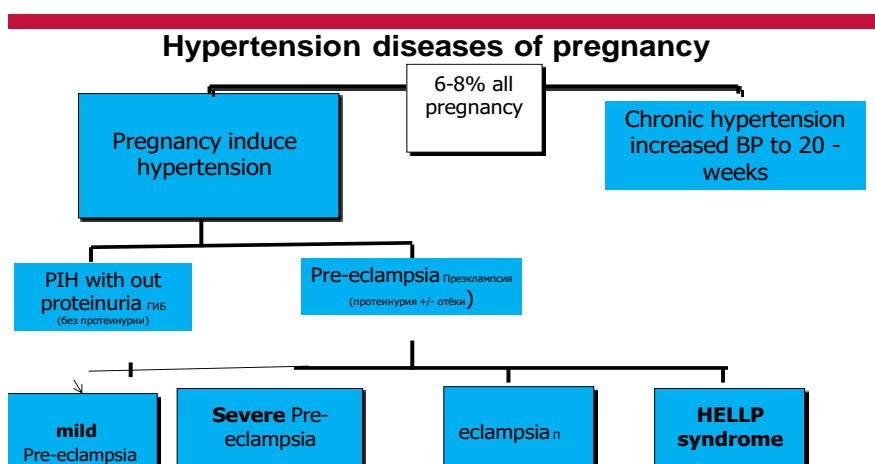 Hypertension diseases of pregnancy
6-8% all
pregnancy
Pregnancy induce
hypertension
Chronic hypertension
increased BP to 20 -
weeks
PIH with out
proteinuria ГИБ
(без протеинурии)
Pre-eclampsia Преэклампсия
(протеинурия +/- отёки)
mild
Pre-eclampsia
Severe Pre-
eclampsia
eclampsia п
HELLP
syndrome